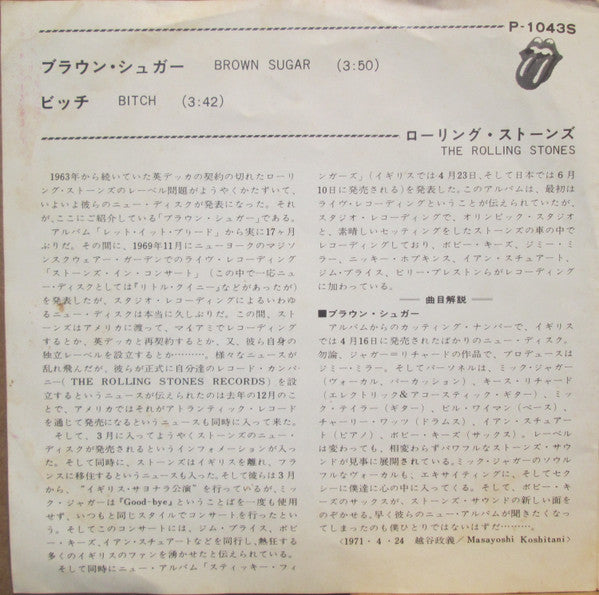 P-1043S
ブラウン・シュガー BROWN SUGAR (3:50)
ビッチ BITCH (3:42)
ローリング・ストーンズ
THE ROLLING STONES
1963年から続いていた英デッカの契約の切れたローリ
ング・ストーンズのレーベル問題がようやくかたずいて、
いよいよ彼らのニュー・ディスクが発表になった。それ
が、ここにご紹介している「ブラウン・シュガー」である。
アルバム「レット・イット・ブリード」から実に17ヶ
月ぶりだ。その間に、1969年11月にニューヨークのマジソ
ンスクウェアー・ガーデンでのライヴ・レコーディング
「ストーンズ・イン・コンサート」（この中で一応ニュ
ー・ディスクとしては『リトル・クイニー』などがあったが）
を発表したが、スタジオ・レコーディングによるいわゆ
るニュー・ディスクは本当に久しぶりだ。この間、スト
ーンズはアメリカに渡って、マイアミでレコーディング
するとか、英デッカと再契約するとか、又、彼ら自身の
独立レーベルを設立するとか………。様々なニュースが
乱れ飛んだが、彼らが正式に自分達のレコード・カンパ
ニー（THE ROLLING STONES RECORDS）を設
立するというニュースが伝えられたのは去年の12月のこ
とで、アメリカではそれがアトランティック・レコード
を通じて発売になるというニュースも同時に入って来た。
そして、3月に入ってようやくストーンズのニュー・
ディスクが発売されるというインフォメーションが入っ
た。そして同時に、ストーンズはイギリスを離れ、フラ
ンスに移住するというニュースも入った。そして彼らは3月
から、“イギリス・サヨナラ公演”を行っているが、ミッ
ク・ジャガーは『Good-bye』ということばを一度も使用
せず、いつもと同じスタイルでコンサートを行ったとい
う。そしてこのコンサートには、ジム・プライス、ボビ
ー・キーズ、イアン・スチュアートなどを同行し、熱狂する
多くのイギリスのファンを湧かせたと伝えられている。
そして同時にニュー・アルバム「スティッキー・フィ
ンガーズ」（イギリスでは4月23日、そして日本では6月
10日に発売される）を発表した。このアルバムは、最初は
ライヴ・レコーディングということが伝えられていたが、
スタジオ・レコーディングで、オリンピック・スタジオ
と、素晴しいセッティングをしたストーンズの車の中で
レコーディングしており、ボビー・キーズ、ジミー・ミ
ラー、ニッキー・ホプキンス、イアン・スチュアート、
ジム・プライス、ビリー・プレストンらがレコーディング
に加わっている。
曲目解説
■ブラウン・シュガー
アルバムからのカッティング・ナンバーで、イギリス
では4月16日に発売されたばかりのニュー・ディスク。
勿論、ジャガー＝リチャードの作品で、プロデュースは
ジミー・ミラー。そしてパーソネルは、ミック・ジャガー
（ヴォーカル、パーカッション）、キース・リチャード
（エレクトリック＆アコースティック・ギター）、ミッ
ク・テイラー（ギター）、ビル・ワイマン（ベース）、
チャーリー・ワッツ（ドラムス）、イアン・スチュアー
ト（ピアノ）、ボビー・キーズ（サックス）。レーベル
は変わっても、相変わらずパワフルなストーンズ・サウ
ンドが見事に展開されている。ミック・ジャガーのソウル
フルなヴォーカルも、エキサイティングに、そしてセク
シーに僕達に心の中に入ってくる。そして、ボビー・キ
ーズのサックスが、ストーンズ・サウンドの新しい面を
のぞかせる。早く彼らのニュー・アルバムが聞きたくなっ
てしまったのも僕ひとりではないはずだ……。
〈1971・4・24 越谷政義／Masayoshi Koshitani〉